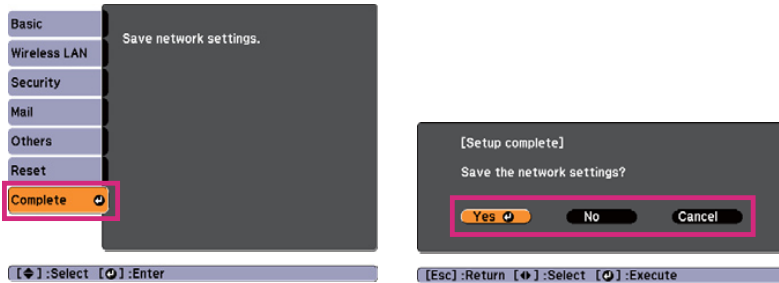 Basic
Wireless LAN
Security
Mail
Others
Reset
Complete
Save network settings.
[ ] :Select [ ] :Enter
[Setup complete]
Save the network settings?
Yes No Cancel
[Esc] :Return [ ] :Select [ ] :Execute